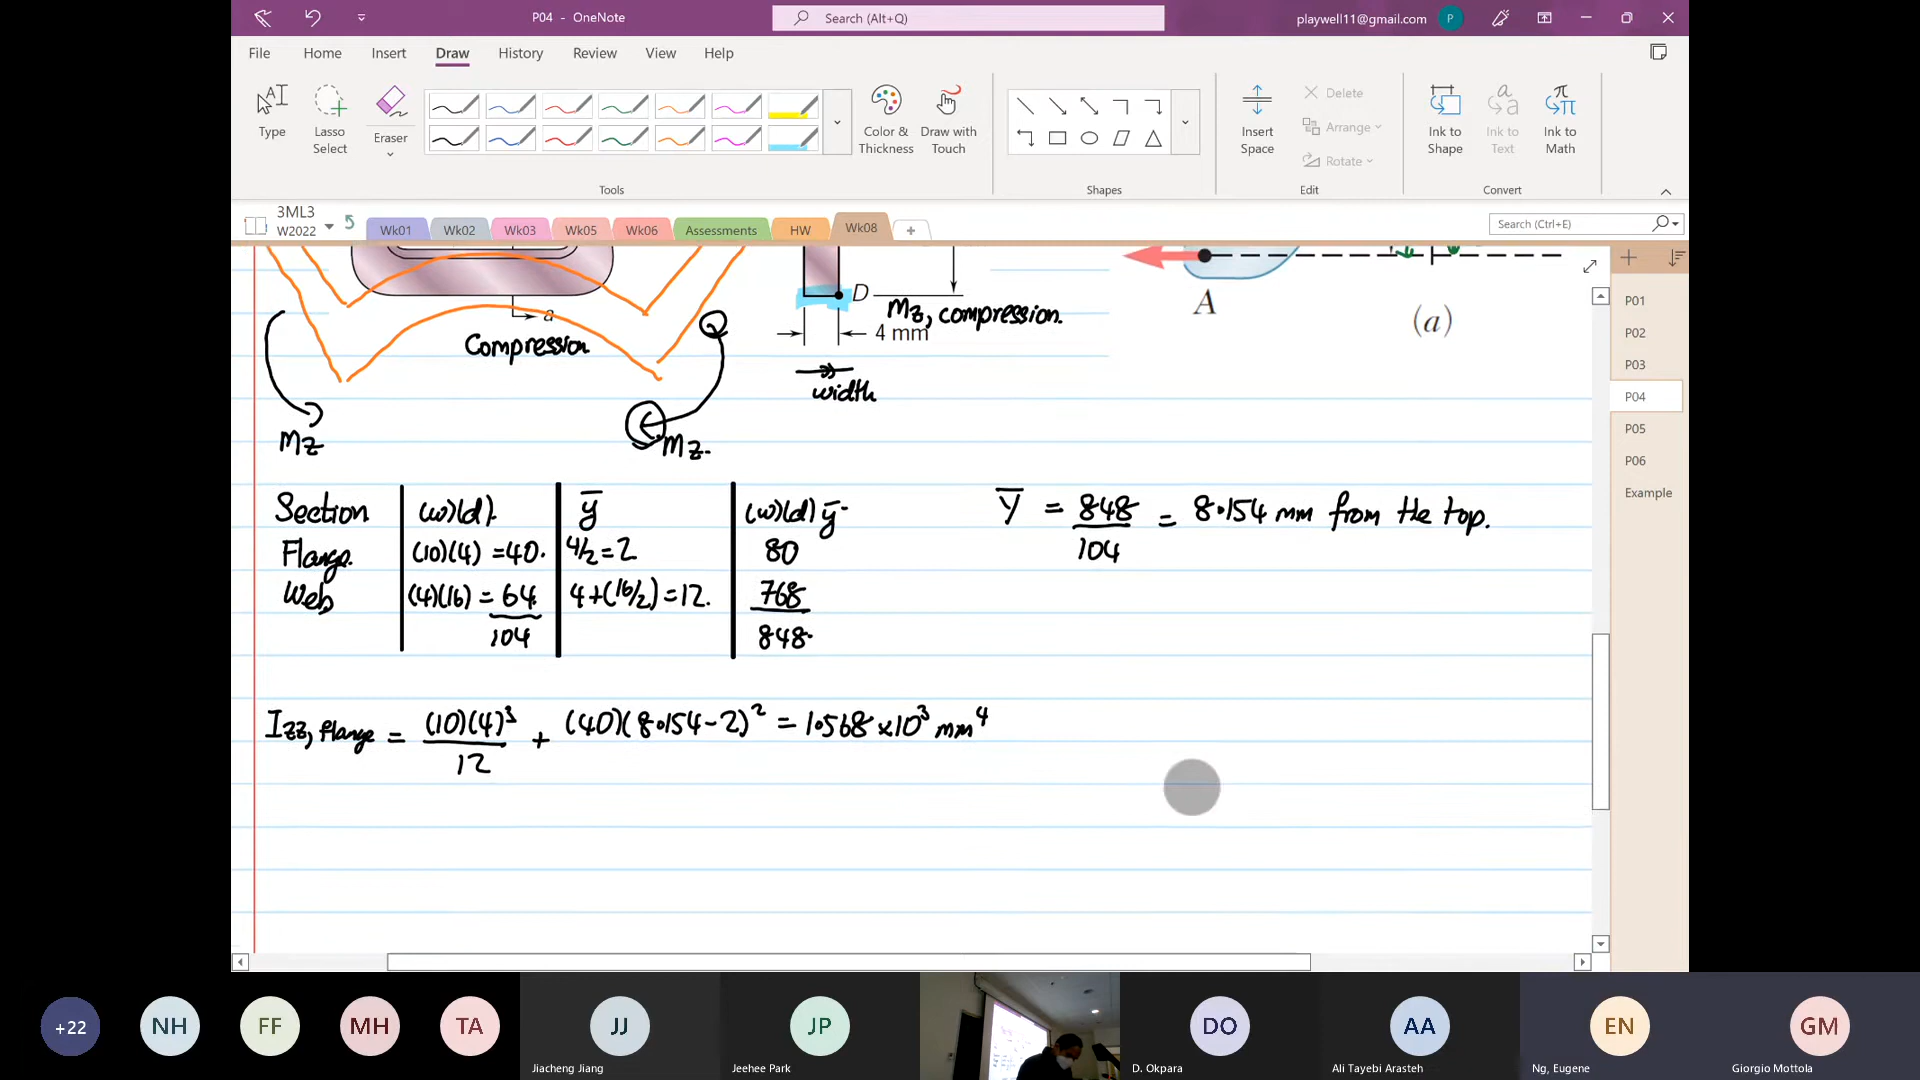 P04 - OneNote
Search (Alt+Q)
playwell11@gmail.com
P
File Home Insert Draw History Review View Help
Type
Lasso Select
Eraser
Color & Thickness
Draw with Touch
Insert Space
Delete
Arrange
Rotate
Ink to Shape
Ink to Text
Ink to Math
Tools
Shapes
Edit
Convert
3ML3
W2022
Wk01 Wk02 Wk03 Wk05 Wk06 Assessments HW Wk08
Search (Ctrl+E)
P01
P02
P03
P04
P05
P06
Example
a
Compression
D
Mz, compression.
4 mm
width
A
(a)
Mz
Mz.
Section (w)(d). ȳ (w)(d)ȳ
Flange. (10)(4) = 40. 4/2 = 2 80
Web (4)(16) = 64 4+(16/2) = 12. 768
104 848.
Ȳ = 848/104 = 8.154 mm from the top.
Izz, flange = (10)(4)³/12 + (40)(8.154-2)² = 1.568 x10³ mm⁴
+22 NH FF MH TA JJ JP DO AA EN GM
Jiacheng Jiang
Jeehee Park
D. Okpara
Ali Tayebi Arasteh
Ng, Eugene
Giorgio Mottola